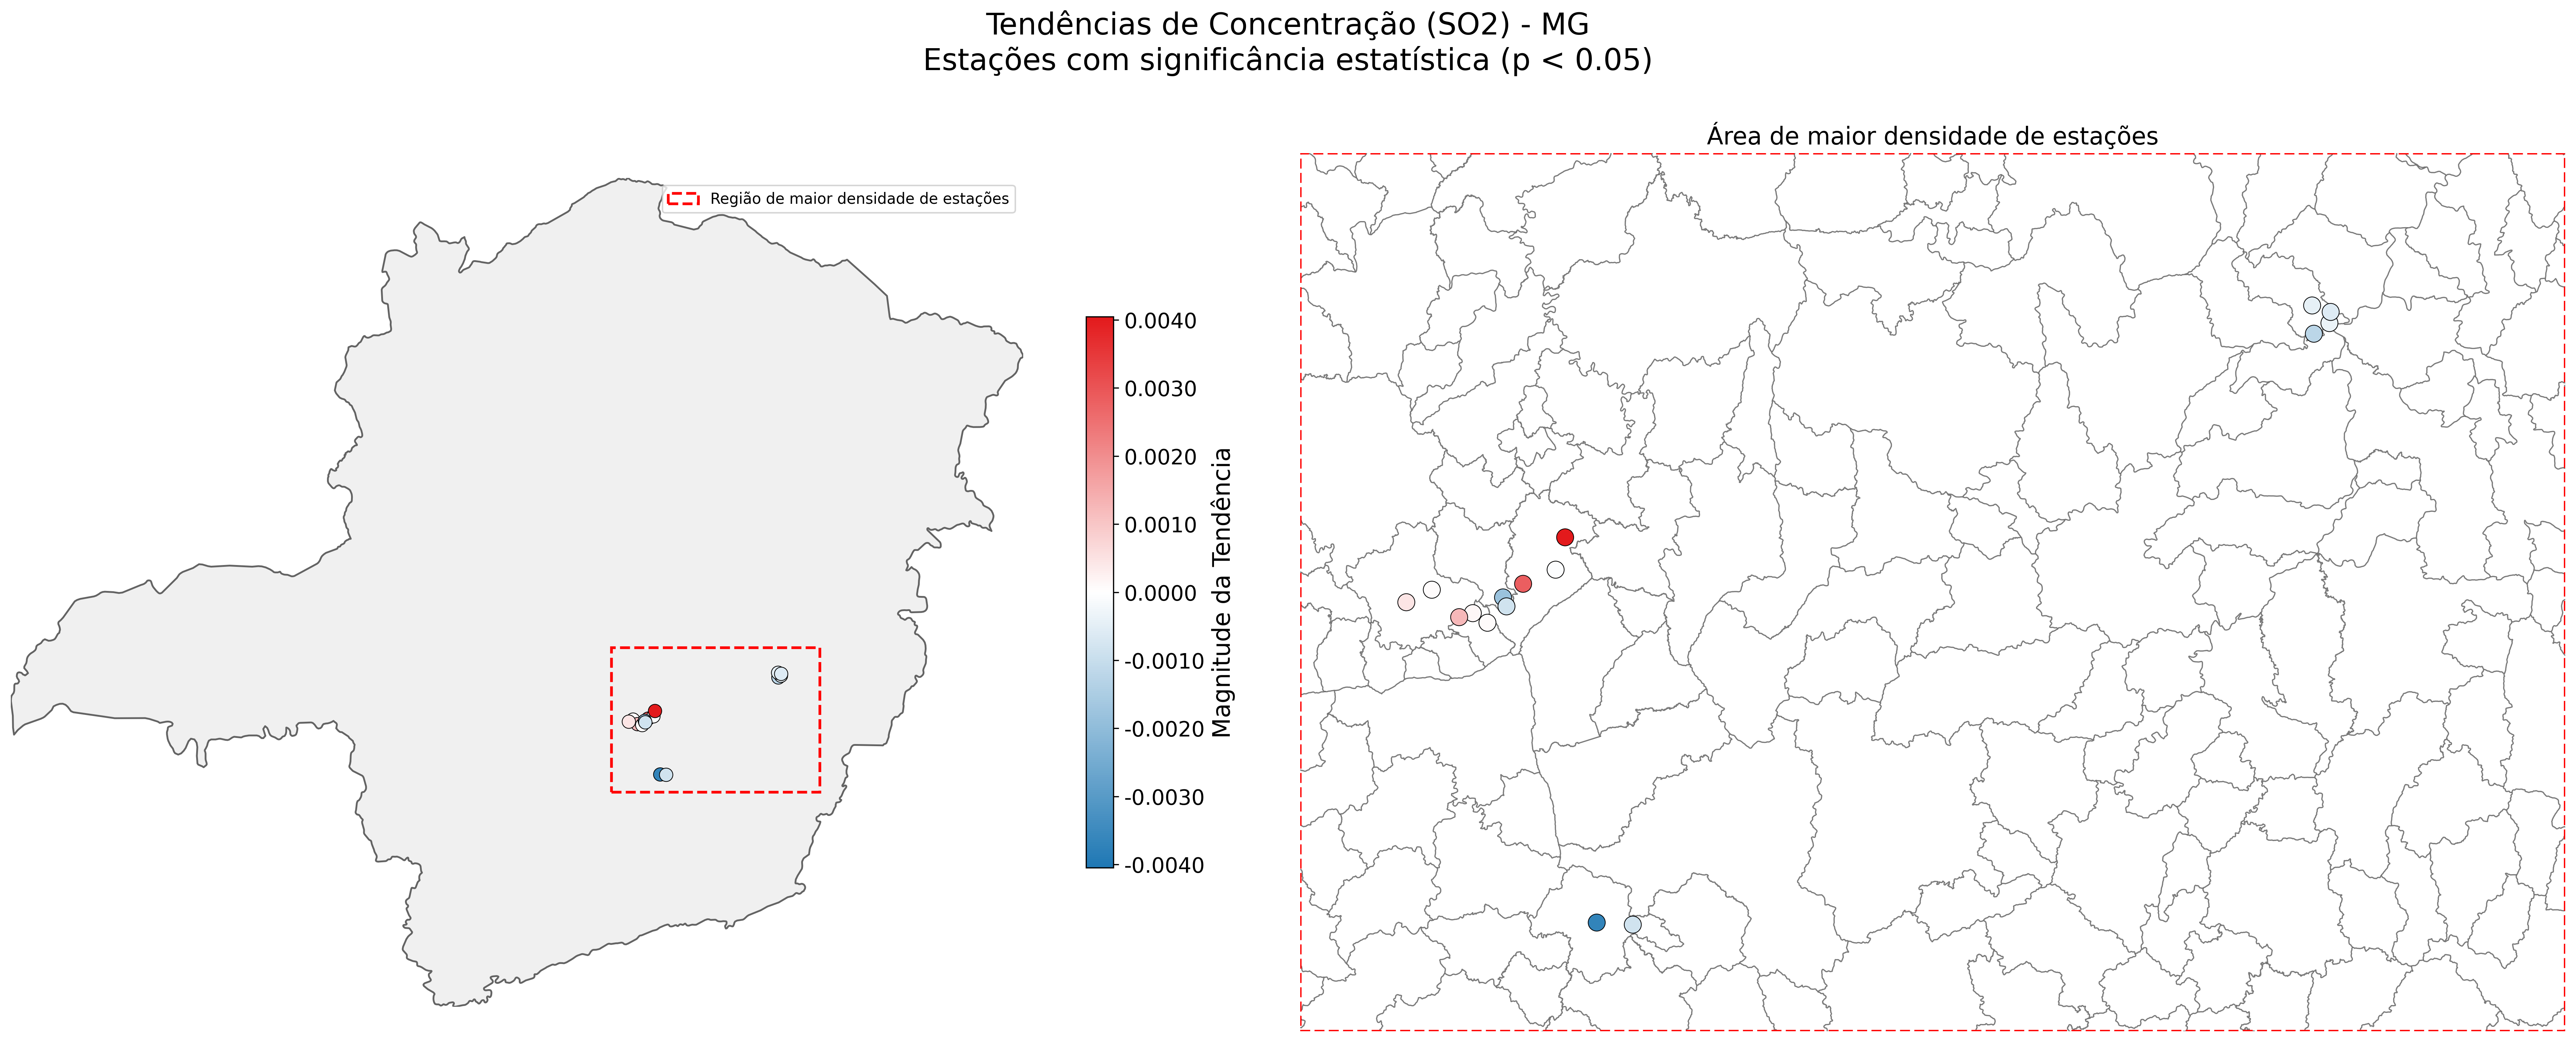 Tendências de Concentração (SO2) - MG
Estações com significância estatística (p < 0.05)
Região de maior densidade de estações
0.0040
0.0030
0.0020
0.0010
0.0000
-0.0010
-0.0020
-0.0030
-0.0040
Magnitude da Tendência
Área de maior densidade de estações